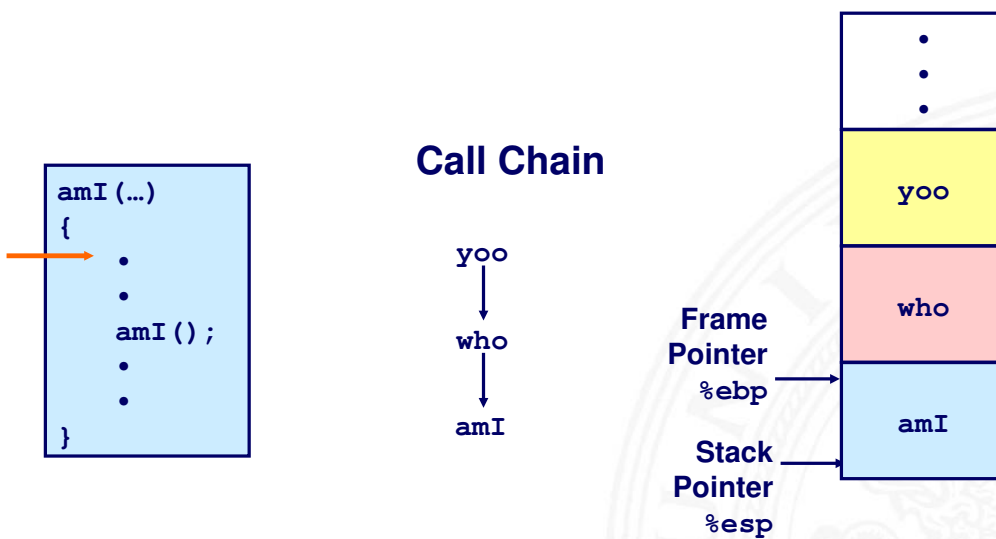 Call Chain
amI(…)
{
•
•
amI();
•
•
}
yoo
who
amI
Frame
Pointer
%ebp
Stack
Pointer
%esp
•
•
•
yoo
who
amI